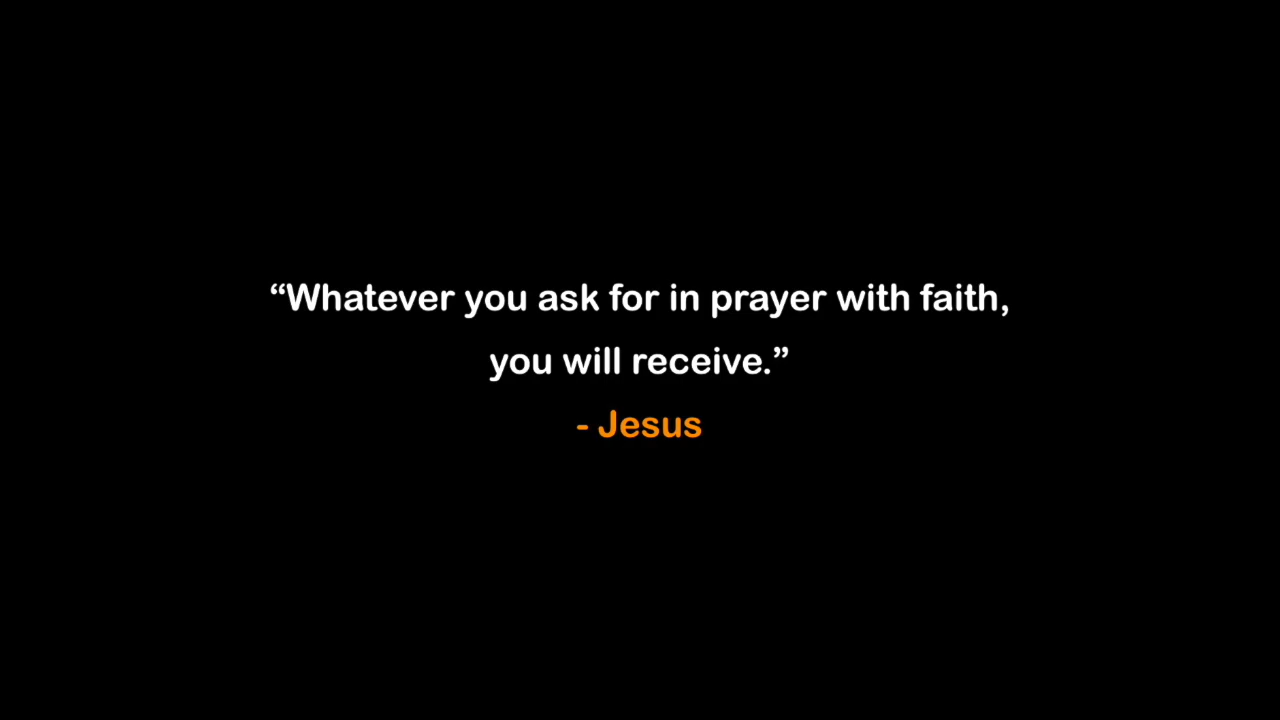 “Whatever you ask for in prayer with faith,
you will receive.”
- Jesus